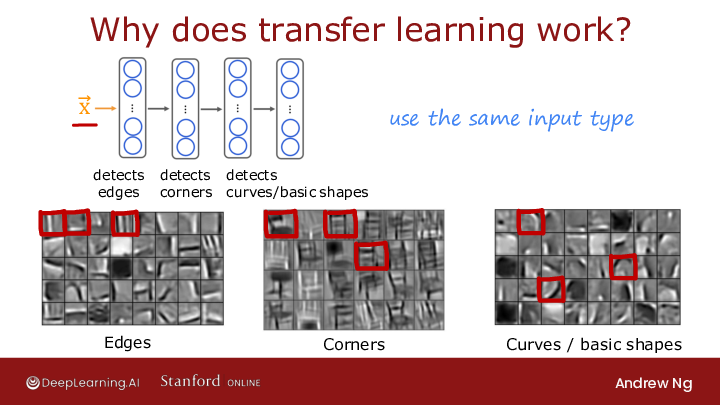 Why does transfer learning work?
x
use the same input type
detects
edges
detects
corners
detects
curves/basic shapes
Edges
Corners
Curves / basic shapes
DeepLearning.AI
Stanford ONLINE
Andrew Ng